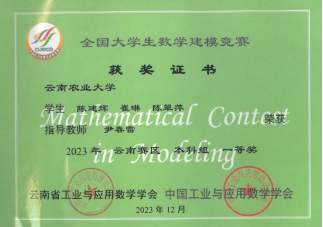 全国大学生数学建模竞赛
获奖证书
云南农业大学
学生 陈建辉 崔琳 陈翠萍
Mathematical Contest
荣获
指导教师 尹春雷
2023年 云南赛区 本科组 一等奖
in Modeling
云南省工业与应用数学学会 中国工业与应用数学学会
2023年12月